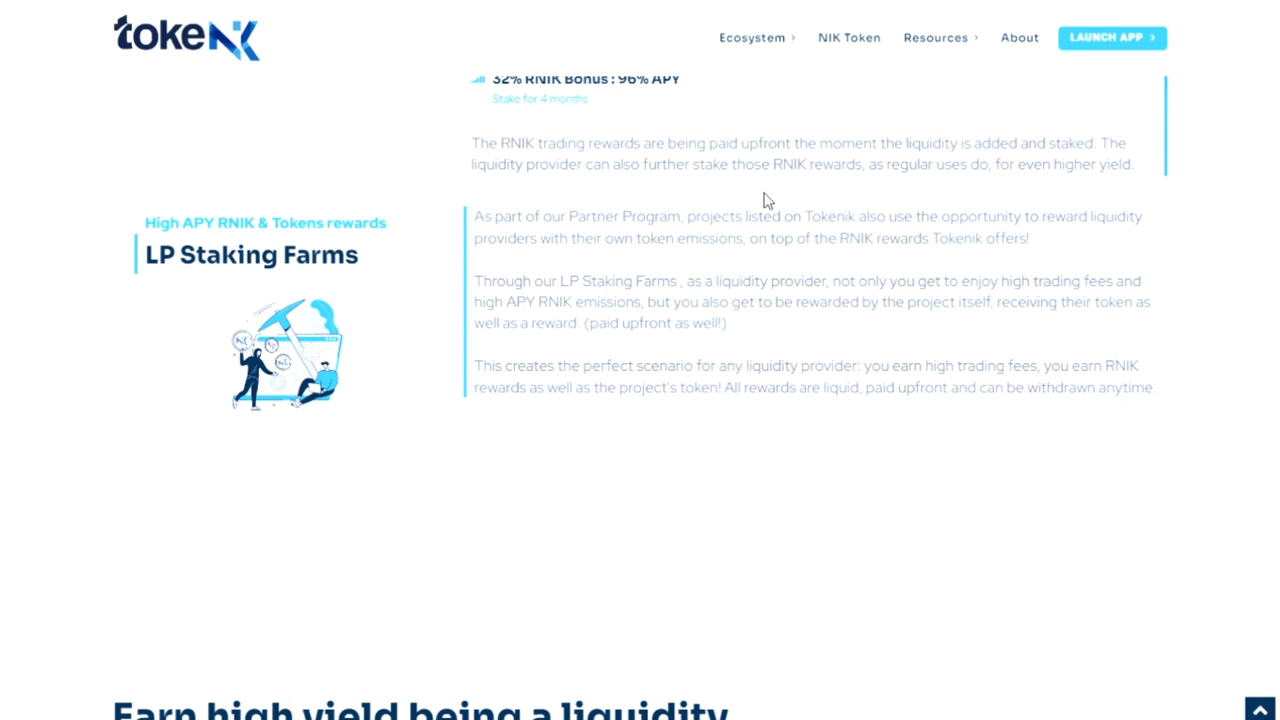 tokeNK
Ecosystem
NIK Token
Resources
About
LAUNCH APP
32% RNIK Bonus : 96% APY
Stake for 4 months
The RNIK trading rewards are being paid upfront the moment the liquidity is added and staked. The
liquidity provider can also further stake those RNIK rewards, as regular uses do, for even higher yield.
High APY RNIK & Tokens rewards
LP Staking Farms
As part of our Partner Program, projects listed on Tokenik also use the opportunity to reward liquidity
providers with their own token emissions, on top of the RNIK rewards Tokenik offers!
Through our LP Staking Farms , as a liquidity provider, not only you get to enjoy high trading fees and
high APY RNIK emissions, but you also get to be rewarded by the project itself, receiving their token as
well as a reward. (paid upfront as well!)
This creates the perfect scenario for any liquidity provider: you earn high trading fees, you earn RNIK
rewards as well as the project's token! All rewards are liquid, paid upfront and can be withdrawn anytime.
Earn high yield being a liquidity